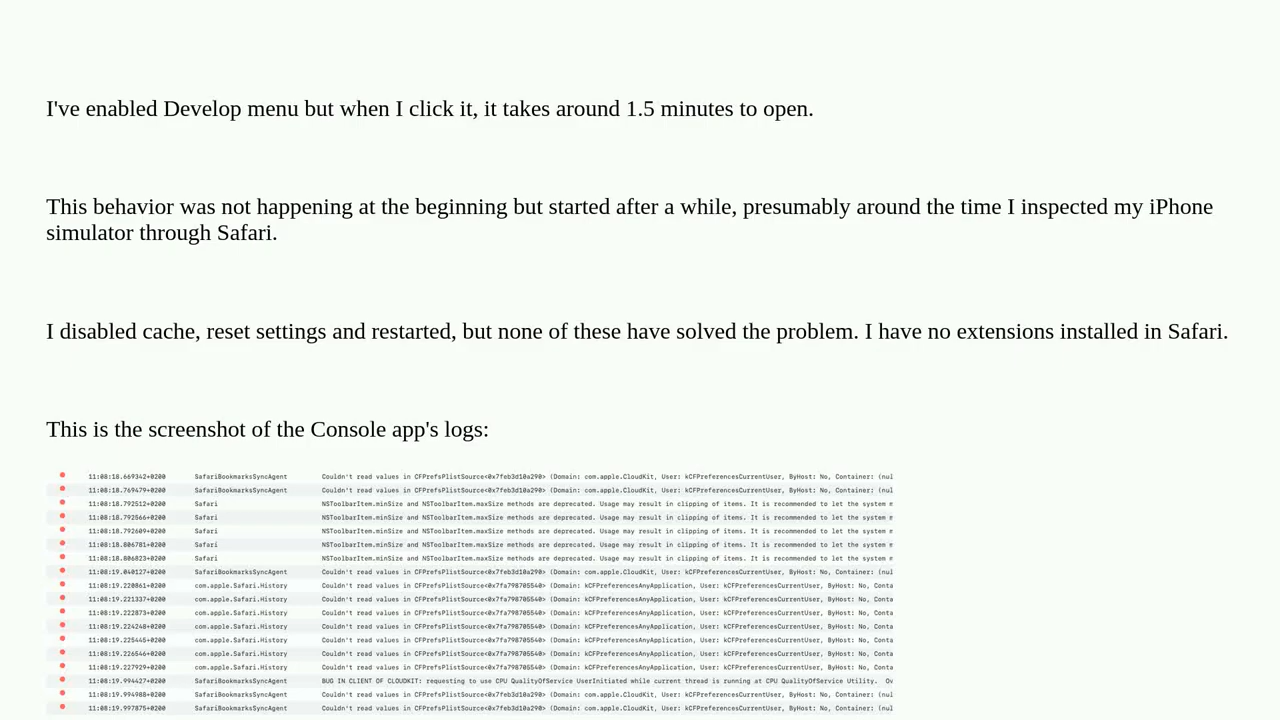 I've enabled Develop menu but when I click it, it takes around 1.5 minutes to open.
This behavior was not happening at the beginning but started after a while, presumably around the time I inspected my iPhone
simulator through Safari.
I disabled cache, reset settings and restarted, but none of these have solved the problem. I have no extensions installed in Safari.
This is the screenshot of the Console app's logs:
11:08:18.669342+0200 SafariBookmarksSyncAgent Couldn't read values in CFPrefsPlistSource<0x7feb3d10a290> (Domain: com.apple.CloudKit, User: kCFPreferencesCurrentUser, ByHost: No, Container: (nul
11:08:18.769479+0200 SafariBookmarksSyncAgent Couldn't read values in CFPrefsPlistSource<0x7feb3d10a290> (Domain: com.apple.CloudKit, User: kCFPreferencesCurrentUser, ByHost: No, Container: (nul
11:08:18.792512+0200 Safari NSToolbarItem.minSize and NSToolbarItem.maxSize methods are deprecated. Usage may result in clipping of items. It is recommended to let the system m
11:08:18.792566+0200 Safari NSToolbarItem.minSize and NSToolbarItem.maxSize methods are deprecated. Usage may result in clipping of items. It is recommended to let the system m
11:08:18.792609+0200 Safari NSToolbarItem.minSize and NSToolbarItem.maxSize methods are deprecated. Usage may result in clipping of items. It is recommended to let the system m
11:08:18.806781+0200 Safari NSToolbarItem.minSize and NSToolbarItem.maxSize methods are deprecated. Usage may result in clipping of items. It is recommended to let the system m
11:08:18.806823+0200 Safari NSToolbarItem.minSize and NSToolbarItem.maxSize methods are deprecated. Usage may result in clipping of items. It is recommended to let the system m
11:08:19.040127+0200 SafariBookmarksSyncAgent Couldn't read values in CFPrefsPlistSource<0x7feb3d10a290> (Domain: com.apple.CloudKit, User: kCFPreferencesCurrentUser, ByHost: No, Container: (nul
11:08:19.220861+0200 com.apple.Safari.History Couldn't read values in CFPrefsPlistSource<0x7fa798705540> (Domain: kCFPreferencesAnyApplication, User: kCFPreferencesCurrentUser, ByHost: No, Conta
11:08:19.221337+0200 com.apple.Safari.History Couldn't read values in CFPrefsPlistSource<0x7fa798705540> (Domain: kCFPreferencesAnyApplication, User: kCFPreferencesCurrentUser, ByHost: No, Conta
11:08:19.222873+0200 com.apple.Safari.History Couldn't read values in CFPrefsPlistSource<0x7fa798705540> (Domain: kCFPreferencesAnyApplication, User: kCFPreferencesCurrentUser, ByHost: No, Conta
11:08:19.224248+0200 com.apple.Safari.History Couldn't read values in CFPrefsPlistSource<0x7fa798705540> (Domain: kCFPreferencesAnyApplication, User: kCFPreferencesCurrentUser, ByHost: No, Conta
11:08:19.225445+0200 com.apple.Safari.History Couldn't read values in CFPrefsPlistSource<0x7fa798705540> (Domain: kCFPreferencesAnyApplication, User: kCFPreferencesCurrentUser, ByHost: No, Conta
11:08:19.226546+0200 com.apple.Safari.History Couldn't read values in CFPrefsPlistSource<0x7fa798705540> (Domain: kCFPreferencesAnyApplication, User: kCFPreferencesCurrentUser, ByHost: No, Conta
11:08:19.227929+0200 com.apple.Safari.History Couldn't read values in CFPrefsPlistSource<0x7fa798705540> (Domain: kCFPreferencesAnyApplication, User: kCFPreferencesCurrentUser, ByHost: No, Conta
11:08:19.994427+0200 SafariBookmarksSyncAgent BUG IN CLIENT OF CLOUDKIT: requesting to use CPU QualityOfService UserInitiated while current thread is running at CPU QualityOfService Utility. Ov
11:08:19.994988+0200 SafariBookmarksSyncAgent Couldn't read values in CFPrefsPlistSource<0x7feb3d10a290> (Domain: com.apple.CloudKit, User: kCFPreferencesCurrentUser, ByHost: No, Container: (nul
11:08:19.997875+0200 SafariBookmarksSyncAgent Couldn't read values in CFPrefsPlistSource<0x7feb3d10a290> (Domain: com.apple.CloudKit, User: kCFPreferencesCurrentUser, ByHost: No, Container: (nul